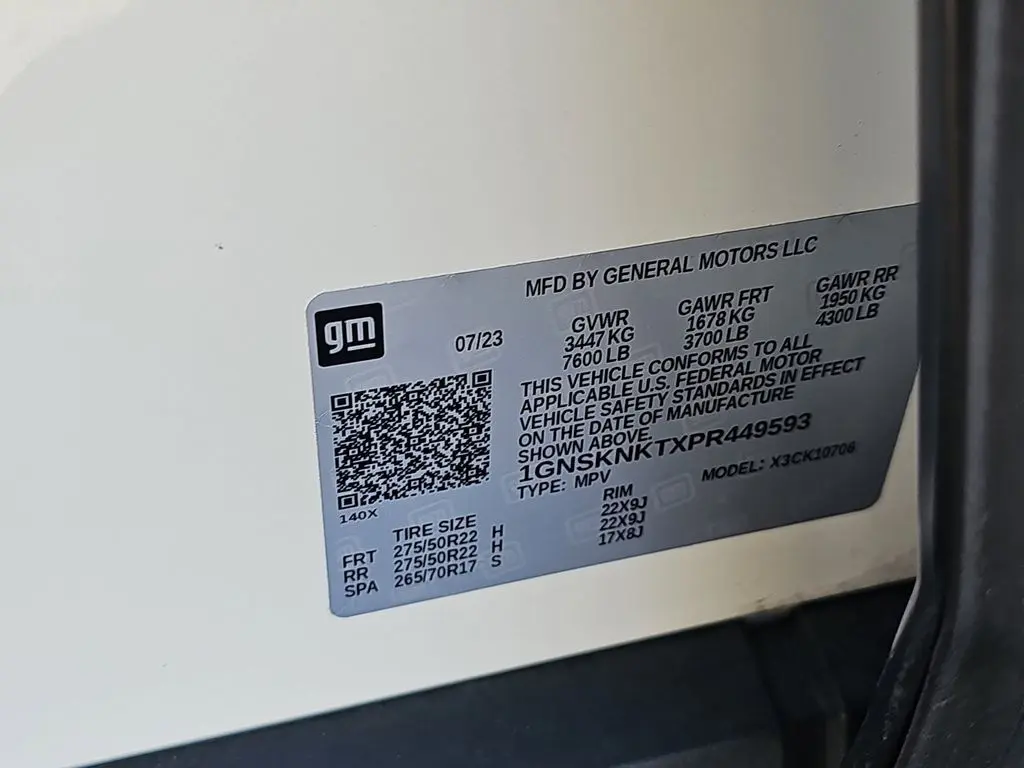 MFD BY GENERAL MOTORS LLC
gm
07/23
GVWR
3447 KG
7600 LB
GAWR FRT
1678 KG
3700 LB
GAWR RR
1950 KG
4300 LB
THIS VEHICLE CONFORMS TO ALL
APPLICABLE U.S. FEDERAL MOTOR
VEHICLE SAFETY STANDARDS IN EFFECT
ON THE DATE OF MANUFACTURE
SHOWN ABOVE
1GNSKNKTXPR449593
TYPE: MPV
MODEL: X3CK10706
140X
TIRE SIZE RIM
FRT 275/50R22 H 22X9J
RR 275/50R22 H 22X9J
SPA 265/70R17 S 17X8J